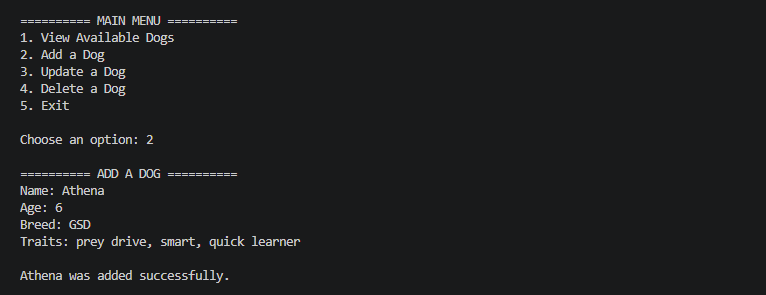 ========== MAIN MENU ==========
1. View Available Dogs
2. Add a Dog
3. Update a Dog
4. Delete a Dog
5. Exit
Choose an option: 2
========== ADD A DOG ==========
Name: Athena
Age: 6
Breed: GSD
Traits: prey drive, smart, quick learner
Athena was added successfully.